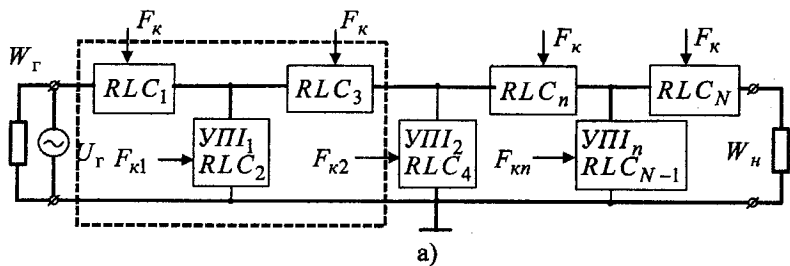 F_к F_к F_к F_к
W_г
RLC_1 RLC_3 RLC_n RLC_N
U_г F_к1 УПI_1 F_к2 УПI_2 F_кn УПI_n W_н
RLC_2 RLC_4 RLC_{N-1}
а)